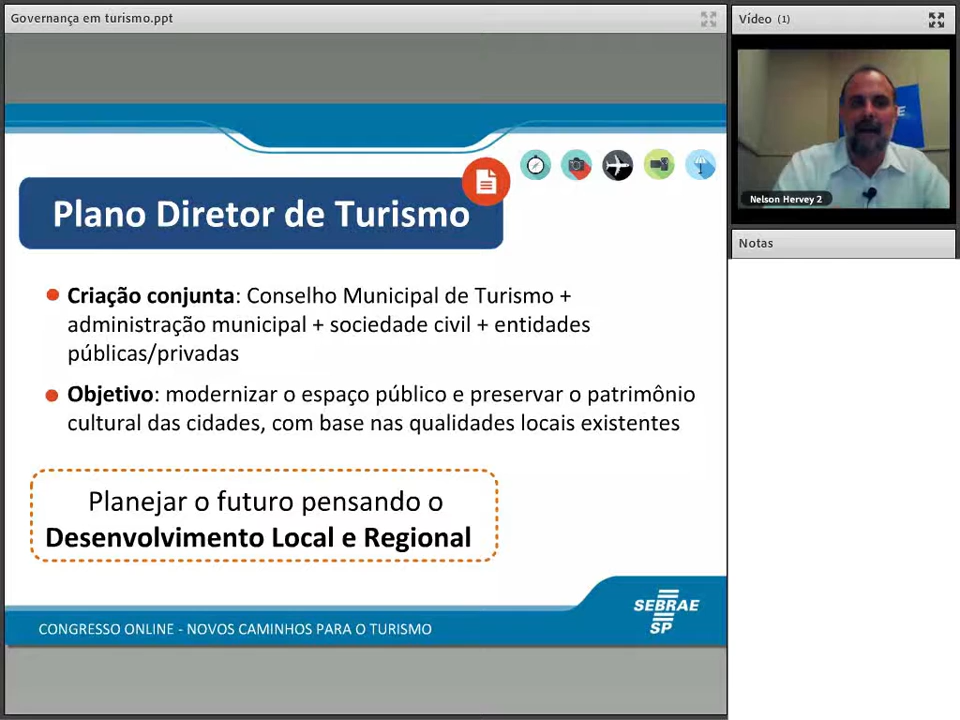 Governança em turismo.ppt
Vídeo (1)
Nelson Hervey 2
Notas
Plano Diretor de Turismo
Criação conjunta: Conselho Municipal de Turismo +
administração municipal + sociedade civil + entidades
públicas/privadas
Objetivo: modernizar o espaço público e preservar o patrimônio
cultural das cidades, com base nas qualidades locais existentes
Planejar o futuro pensando o
Desenvolvimento Local e Regional
CONGRESSO ONLINE - NOVOS CAMINHOS PARA O TURISMO
SEBRAE
SP